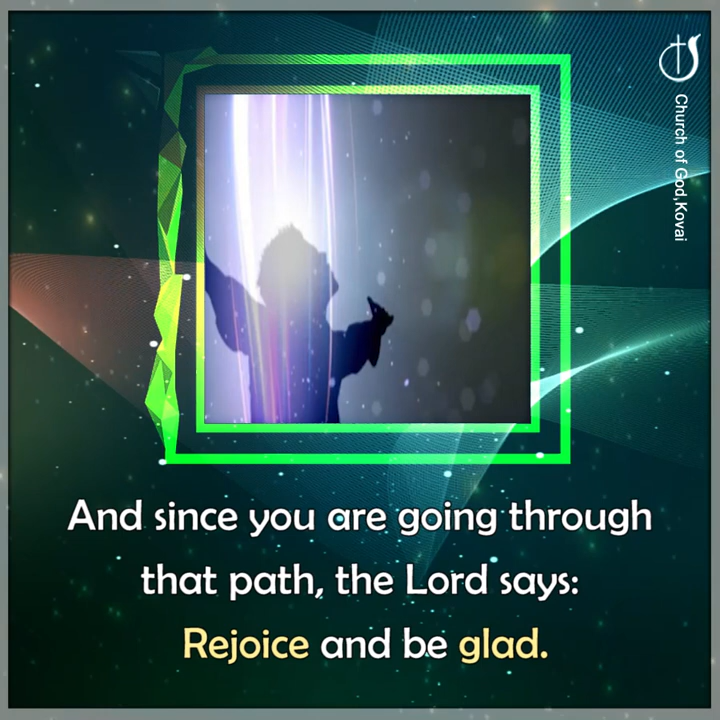 Church of God,Kovai
And since you are going through
that path, the Lord says:
Rejoice and be glad.